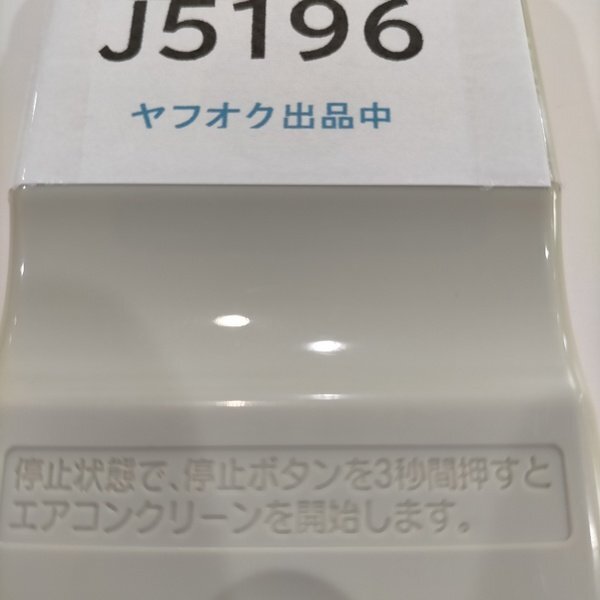 J5196
ヤフオク出品中
停止状態で、停止ボタンを3秒間押すと
エアコンクリーンを開始します。